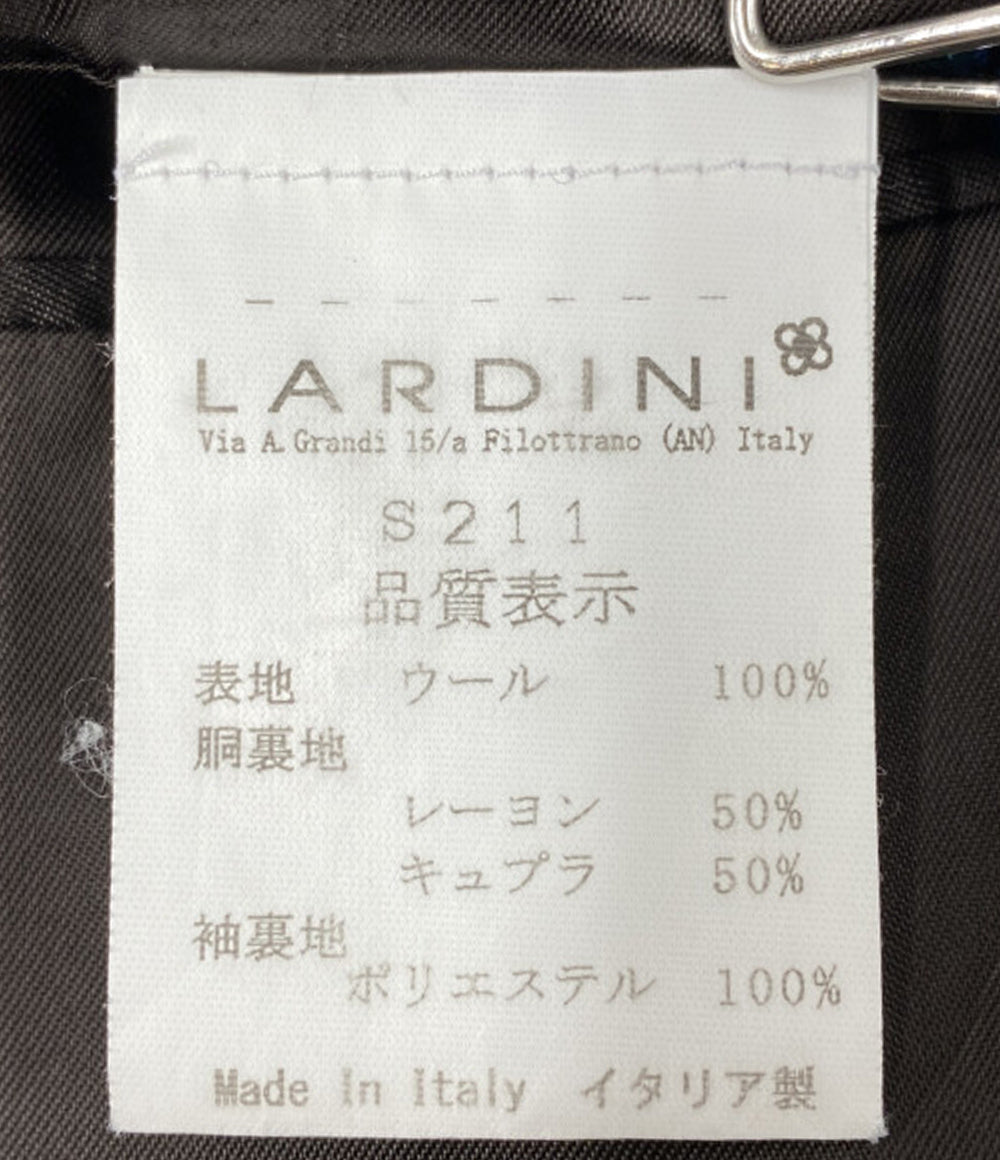 LARDINI
Via A. Grandi 15/a Filottrano (AN) Italy
S211
品質表示
表地 ウール 100%
胴裏地
レーヨン 50%
キュプラ 50%
袖裏地
ポリエステル 100%
Made in Italy イタリア製